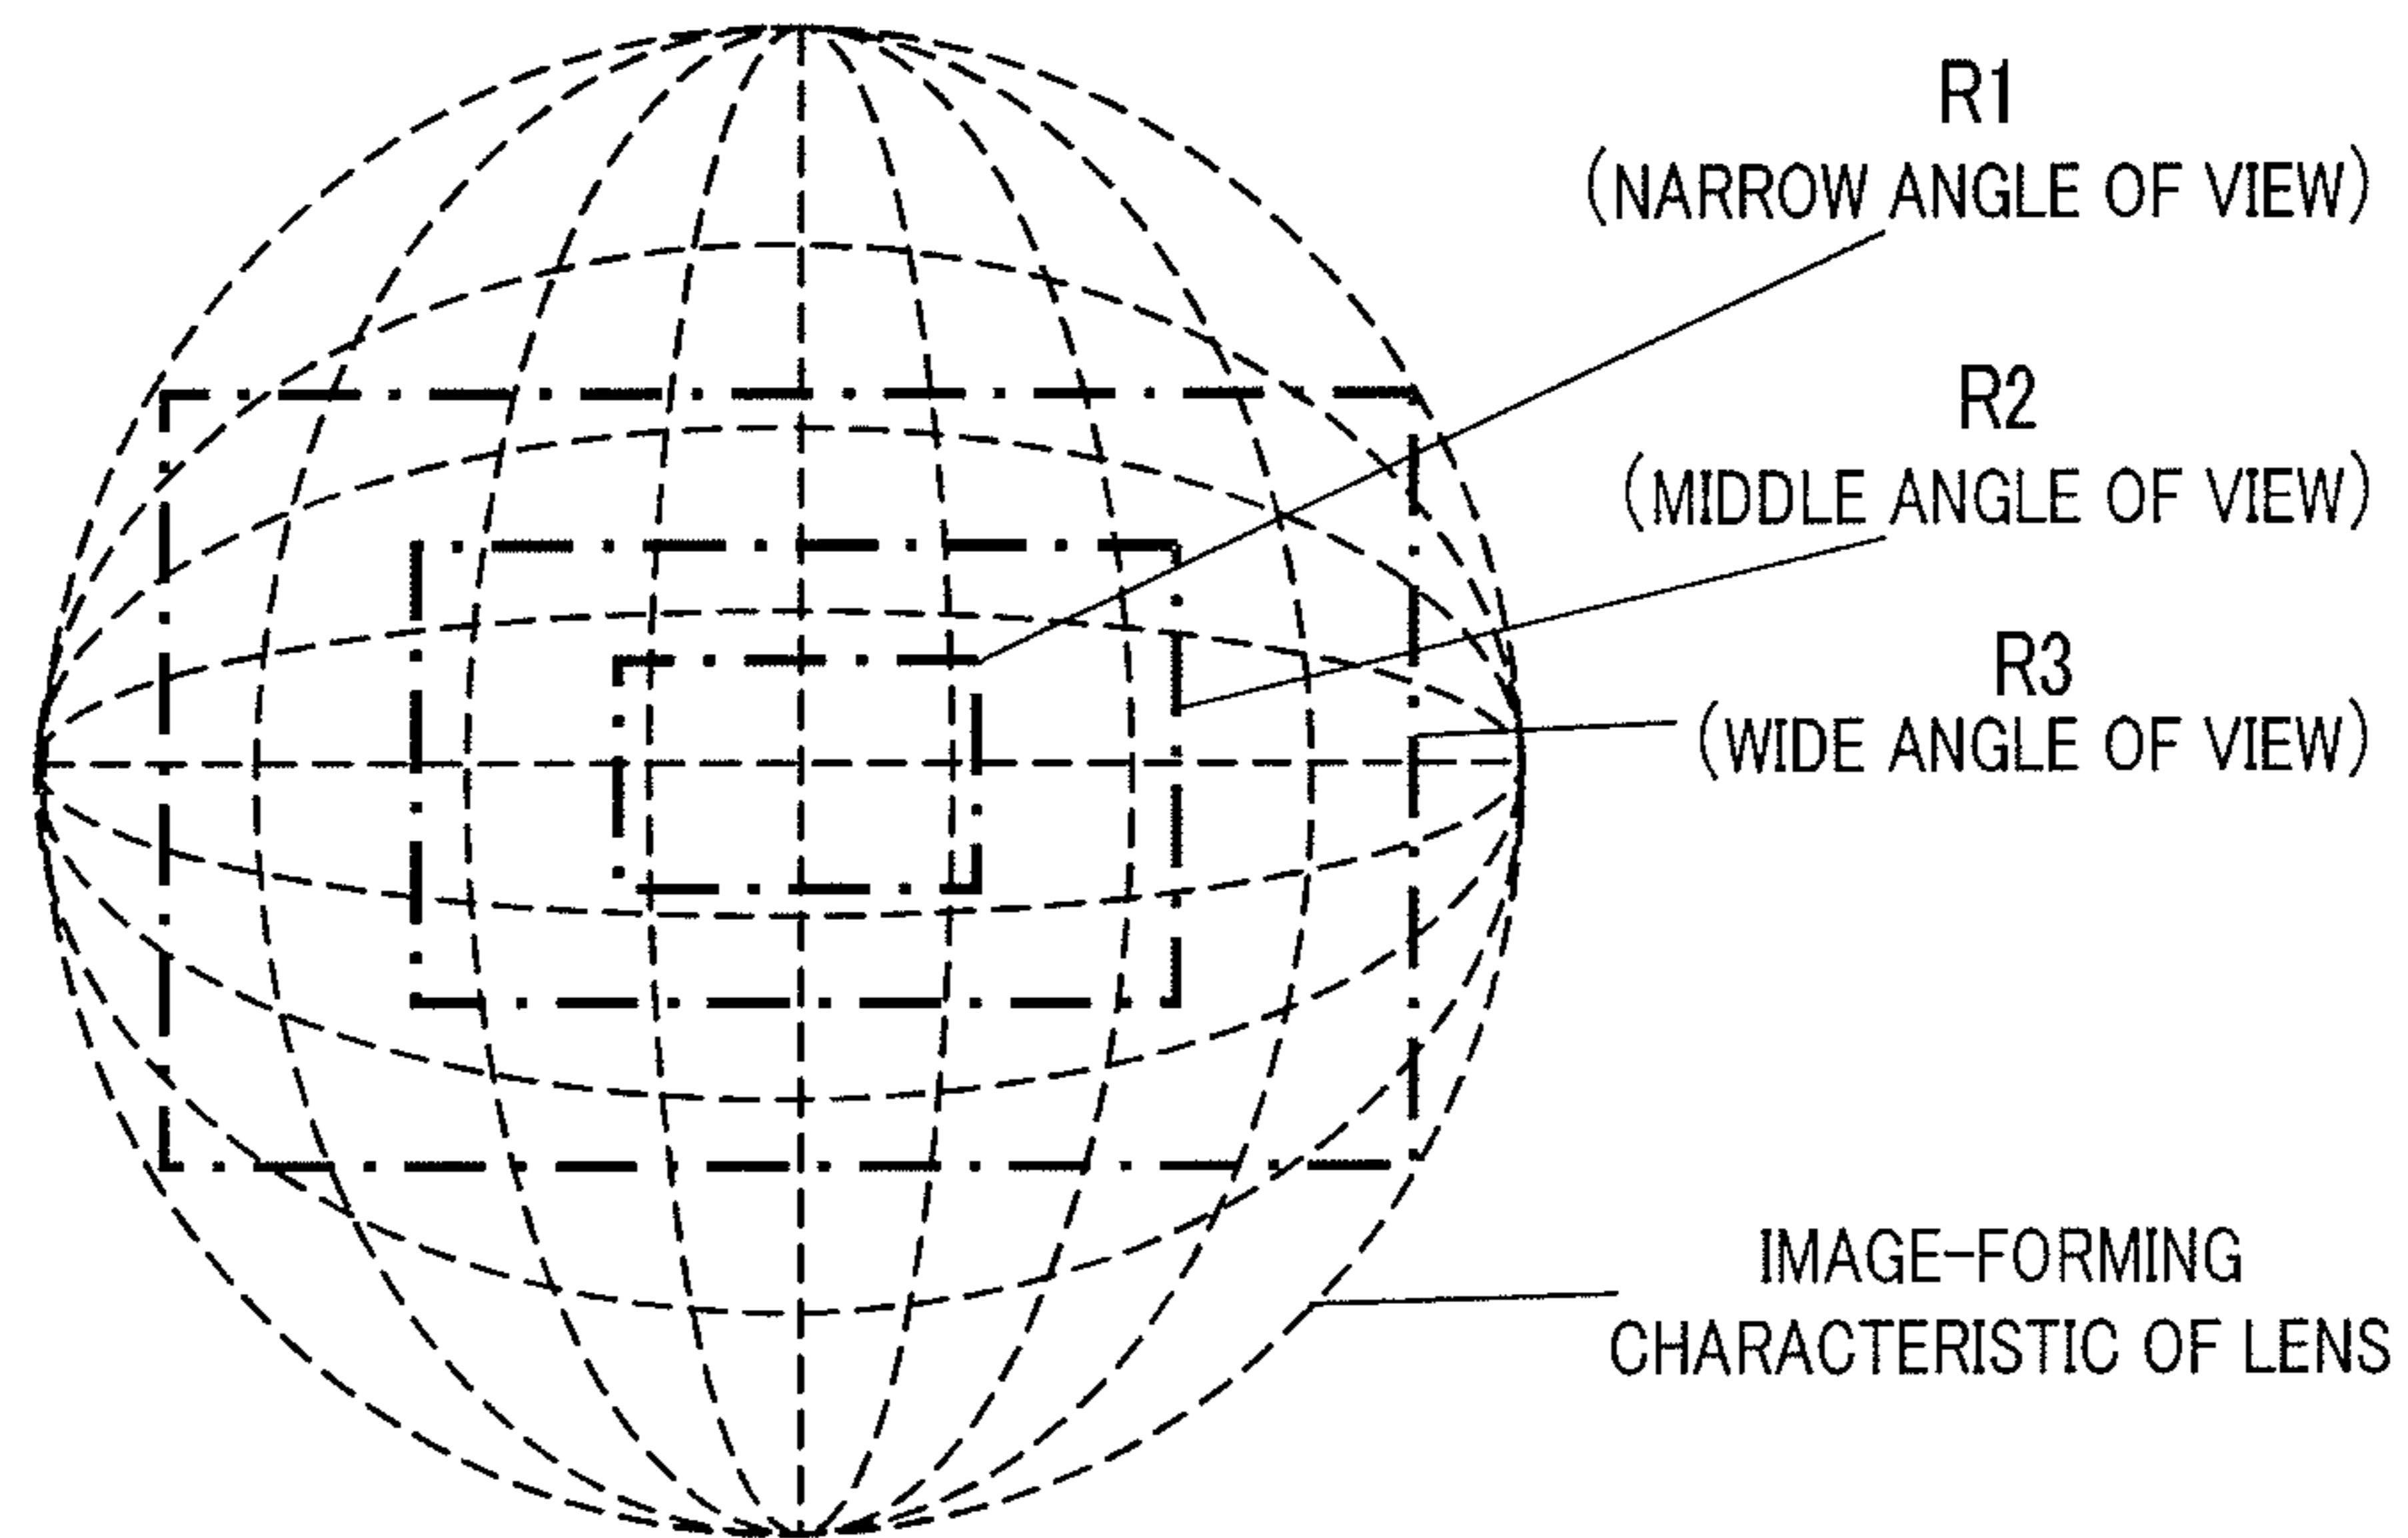 R1
(NARROW ANGLE OF VIEW)
R2
(MIDDLE ANGLE OF VIEW)
R3
(WIDE ANGLE OF VIEW)
IMAGE-FORMING
CHARACTERISTIC OF LENS